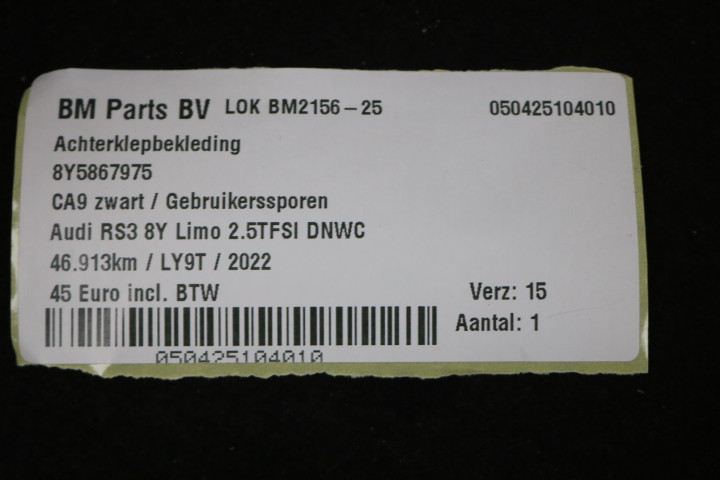 BM Parts BV LOK BM2156-25 050425104010
Achterklepbekleding
8Y5867975
CA9 zwart / Gebruikerssporen
Audi RS3 8Y Limo 2.5TFSI DNWC
46.913km / LY9T / 2022
45 Euro incl. BTW Verz: 15
Aantal: 1
050425104010